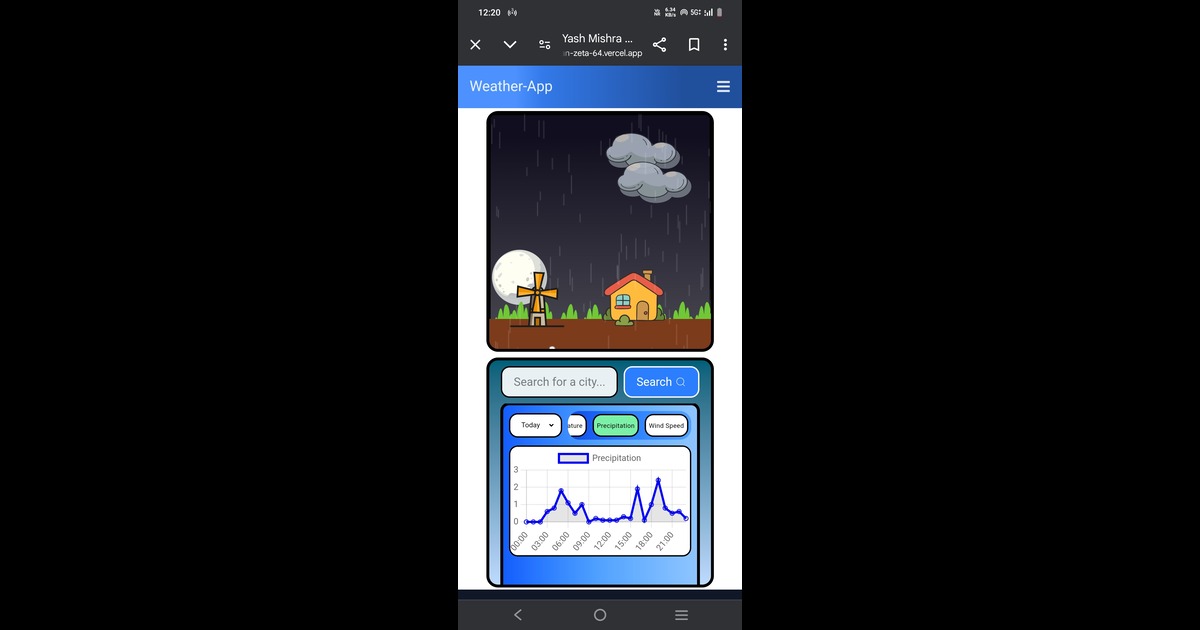 12:20
6.34
KB/s
5G
Yash Mishra ...
n-zeta-64.vercel.app
Weather-App
Search for a city...
Search
Today
ature
Precipitation
Wind Speed
Precipitation
3
2
1
0
00:00
03:00
06:00
09:00
12:00
15:00
18:00
21:00